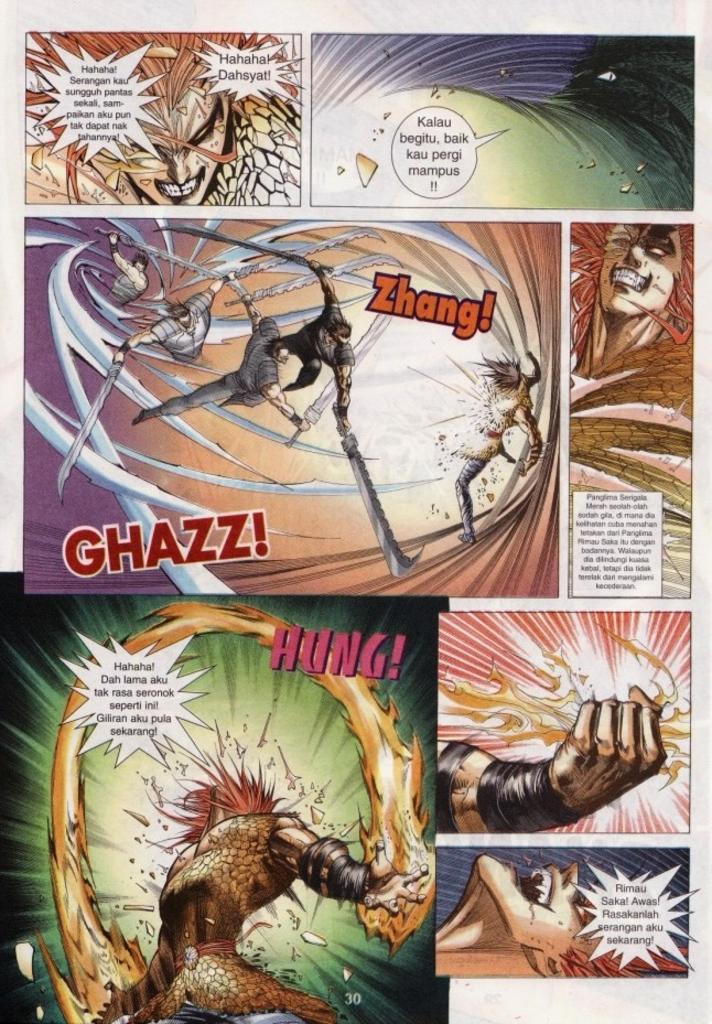 Hahaha!
Serangan kau
sungguh pantas
sekali, sam-
paikan aku pun
tak dapat nak
tahannya!
Hahaha!
Dahsyat!
Kalau
begitu, baik
kau pergi
mampus
!!
Zhang!
GHAZZ!
Panglima Serigala
Merah seolah-olah
sudah gila, di mana dia
kelihatan cuba menahan
tetakan dari Panglima
Rimau Saka itu dengan
badannya. Walaupun
dia dilindungi kuasa
kebal, tetapi dia tidak
terelak dari mengalami
kecederaan.
HUNG!
Hahaha!
Dah lama aku
tak rasa seronok
seperti ini!
Giliran aku pula
sekarang!
Rimau
Saka! Awas!
Rasakanlah
serangan aku
sekarang!
30